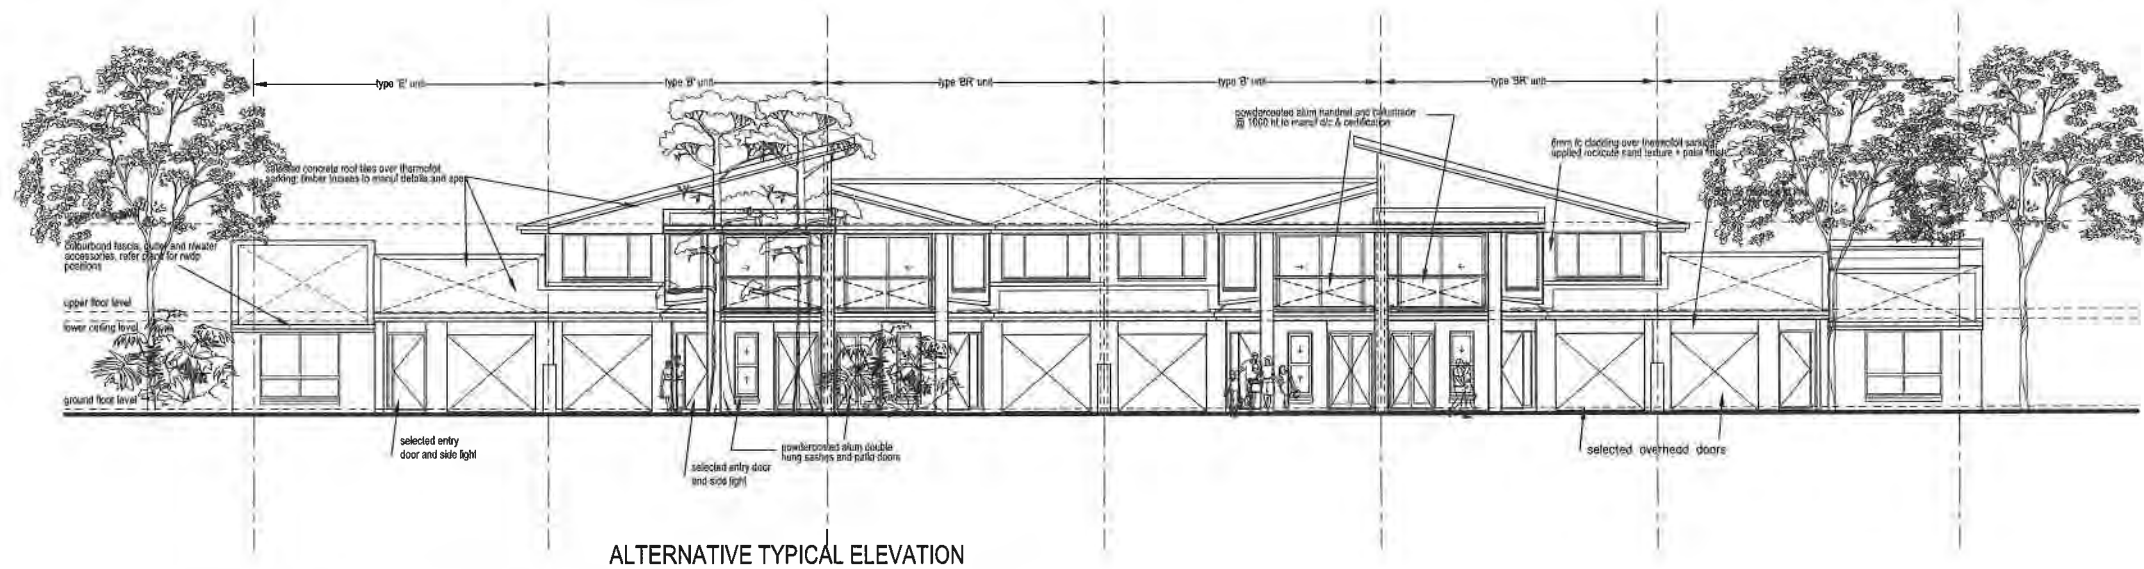 type 'E' unit
type 'B' unit
type 'BR' unit
type 'B' unit
type 'BR' unit
powdercoated alum handrail and balustrade
@ 1000 ht to manuf d/c & certification
6mm fc cladding over thermofoil sarking
applied rockcote sand texture + paint finish
selected concrete roof tiles over thermofoil
sarking; timber trusses to manuf details and spec
upper ceiling level
colourbond fascia, gutter and r/water
accessories, refer plans for rwdp
positions
upper floor level
lower ceiling level
ground floor level
selected entry
door and side light
selected entry door
and side light
powdercoated alum double
hung sashes and patio doors
selected overhead doors
ALTERNATIVE TYPICAL ELEVATION